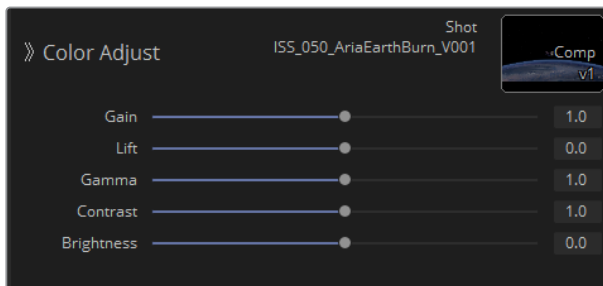 Color Adjust
Shot
ISS_050_AriaEarthBurn_V001
Comp
v1
Gain 1.0
Lift 0.0
Gamma 1.0
Contrast 1.0
Brightness 0.0